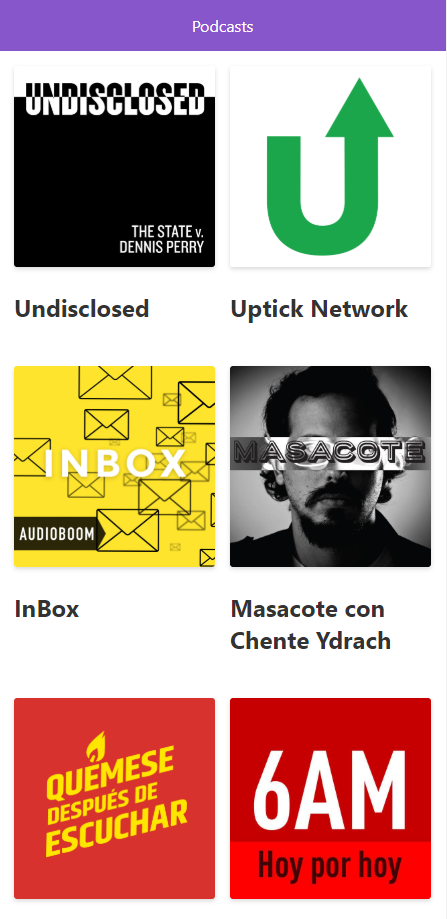 Podcasts
UNDISCLOSED
THE STATE v.
DENNIS PERRY
Undisclosed
Uptick Network
INBOX
AUDIOBOOM
InBox
MASACOTE
Masacote con
Chente Ydrach
QUÉMESE
DESPUÉS DE
ESCUCHAR
6AM
Hoy por hoy